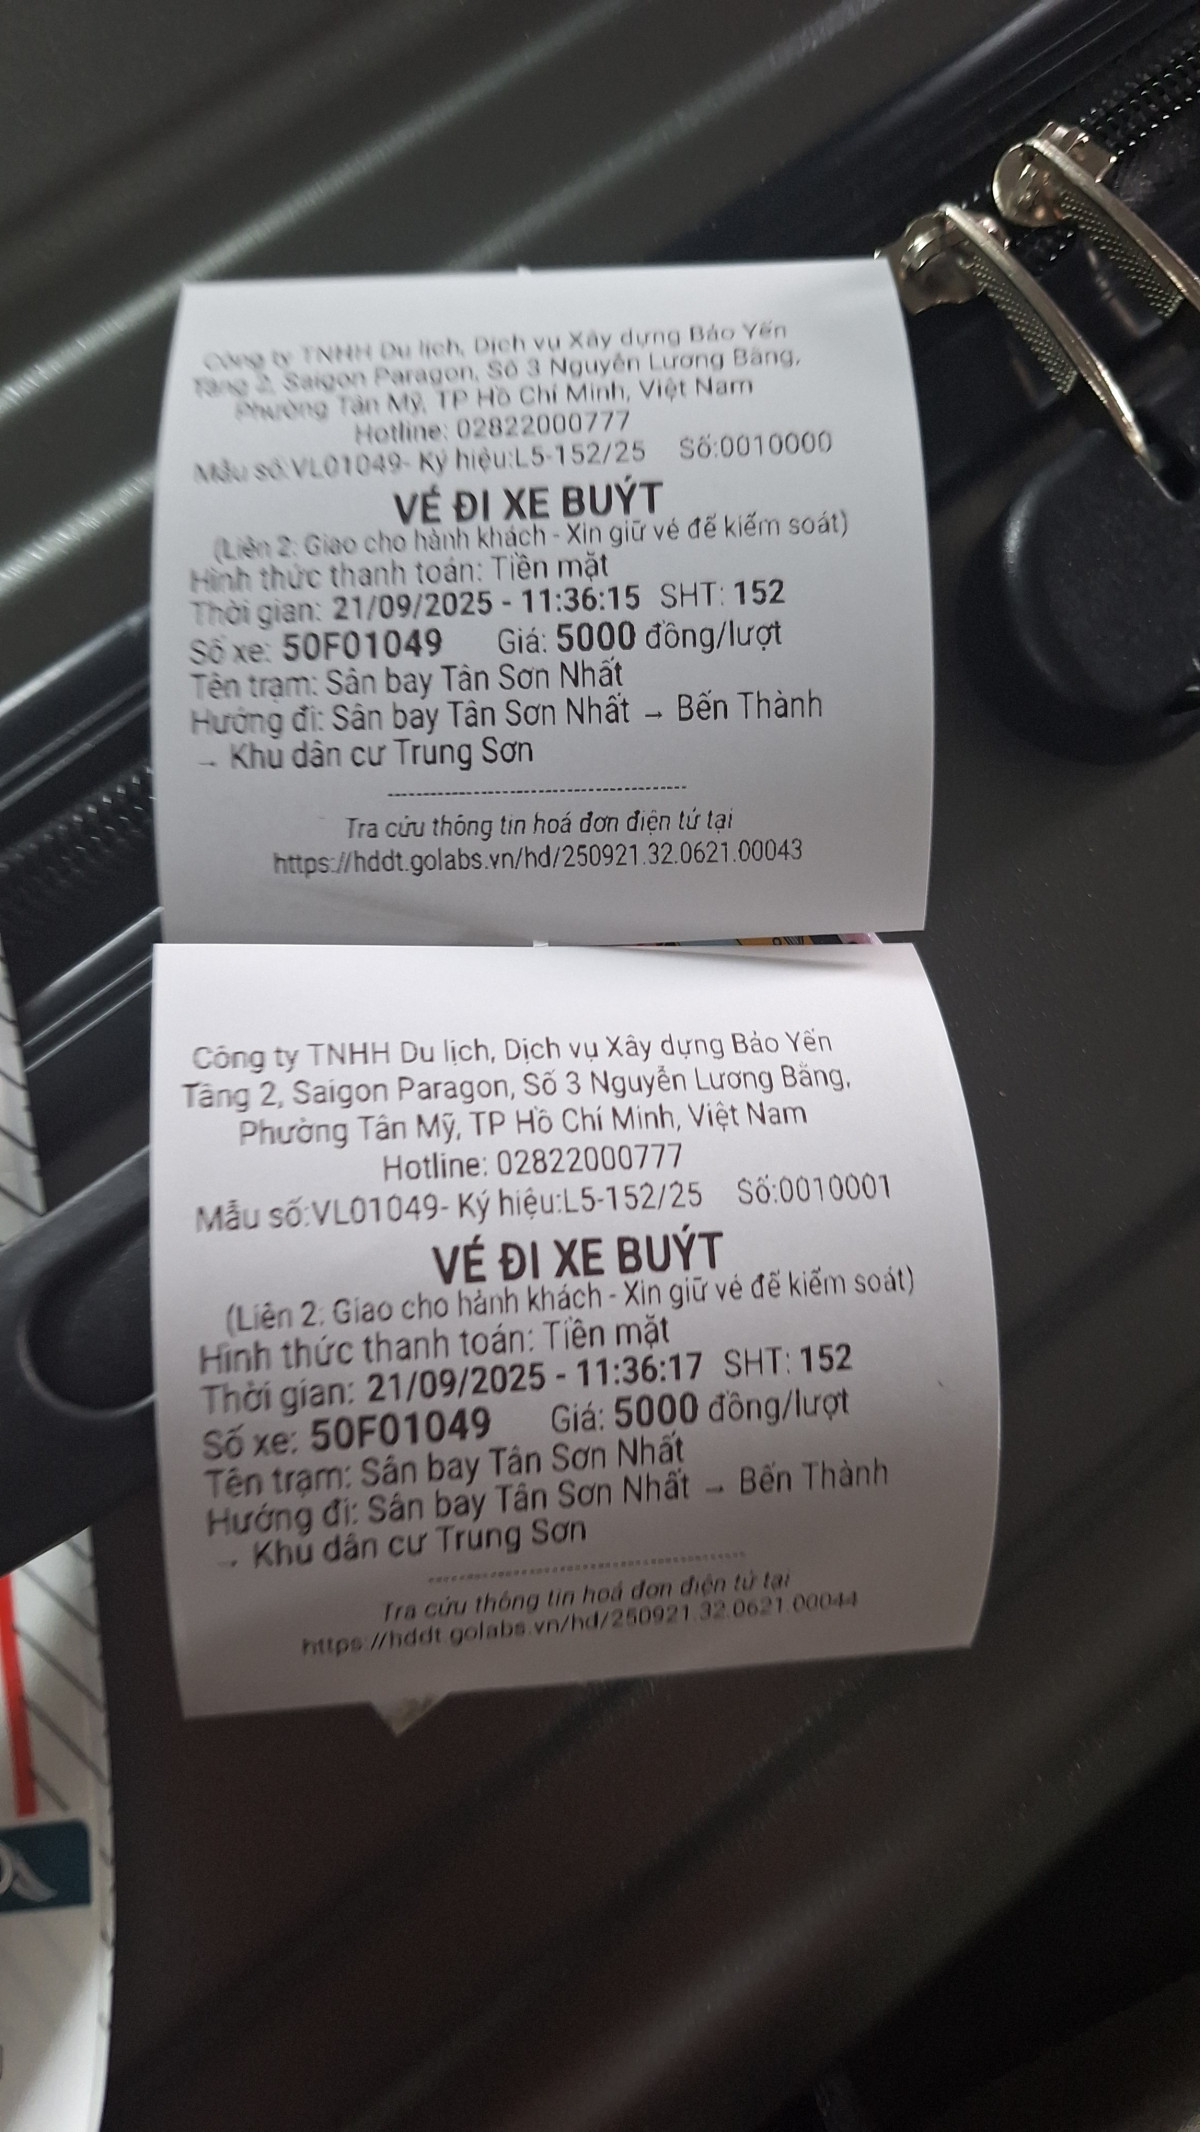 Công ty TNHH Du lịch, Dịch vụ Xây dựng Bảo Yến
Tầng 2, Saigon Paragon, Số 3 Nguyễn Lương Bằng,
Phường Tân Mỹ, TP Hồ Chí Minh, Việt Nam
Hotline: 02822000777
Mẫu số:VL01049- Ký hiệu:L5-152/25 Số:0010000
VÉ ĐI XE BUÝT
(Liên 2: Giao cho hành khách - Xin giữ vé để kiểm soát)
Hình thức thanh toán: Tiền mặt
Thời gian: 21/09/2025 - 11:36:15 SHT: 152
Số xe: 50F01049 Giá: 5000 đồng/lượt
Tên trạm: Sân bay Tân Sơn Nhất
Hướng đi: Sân bay Tân Sơn Nhất → Bến Thành
→ Khu dân cư Trung Sơn
Tra cứu thông tin hoá đơn điện tử tại
https://hddt.golabs.vn/hd/250921.32.0621.00043
Công ty TNHH Du lịch, Dịch vụ Xây dựng Bảo Yến
Tầng 2, Saigon Paragon, Số 3 Nguyễn Lương Bằng,
Phường Tân Mỹ, TP Hồ Chí Minh, Việt Nam
Hotline: 02822000777
Mẫu số:VL01049- Ký hiệu:L5-152/25 Số:0010001
VÉ ĐI XE BUÝT
(Liên 2: Giao cho hành khách - Xin giữ vé để kiểm soát)
Hình thức thanh toán: Tiền mặt
Thời gian: 21/09/2025 - 11:36:17 SHT: 152
Số xe: 50F01049 Giá: 5000 đồng/lượt
Tên trạm: Sân bay Tân Sơn Nhất
Hướng đi: Sân bay Tân Sơn Nhất → Bến Thành
→ Khu dân cư Trung Sơn
Tra cứu thông tin hoá đơn điện tử tại
https://hddt.golabs.vn/hd/250921.32.0621.00044